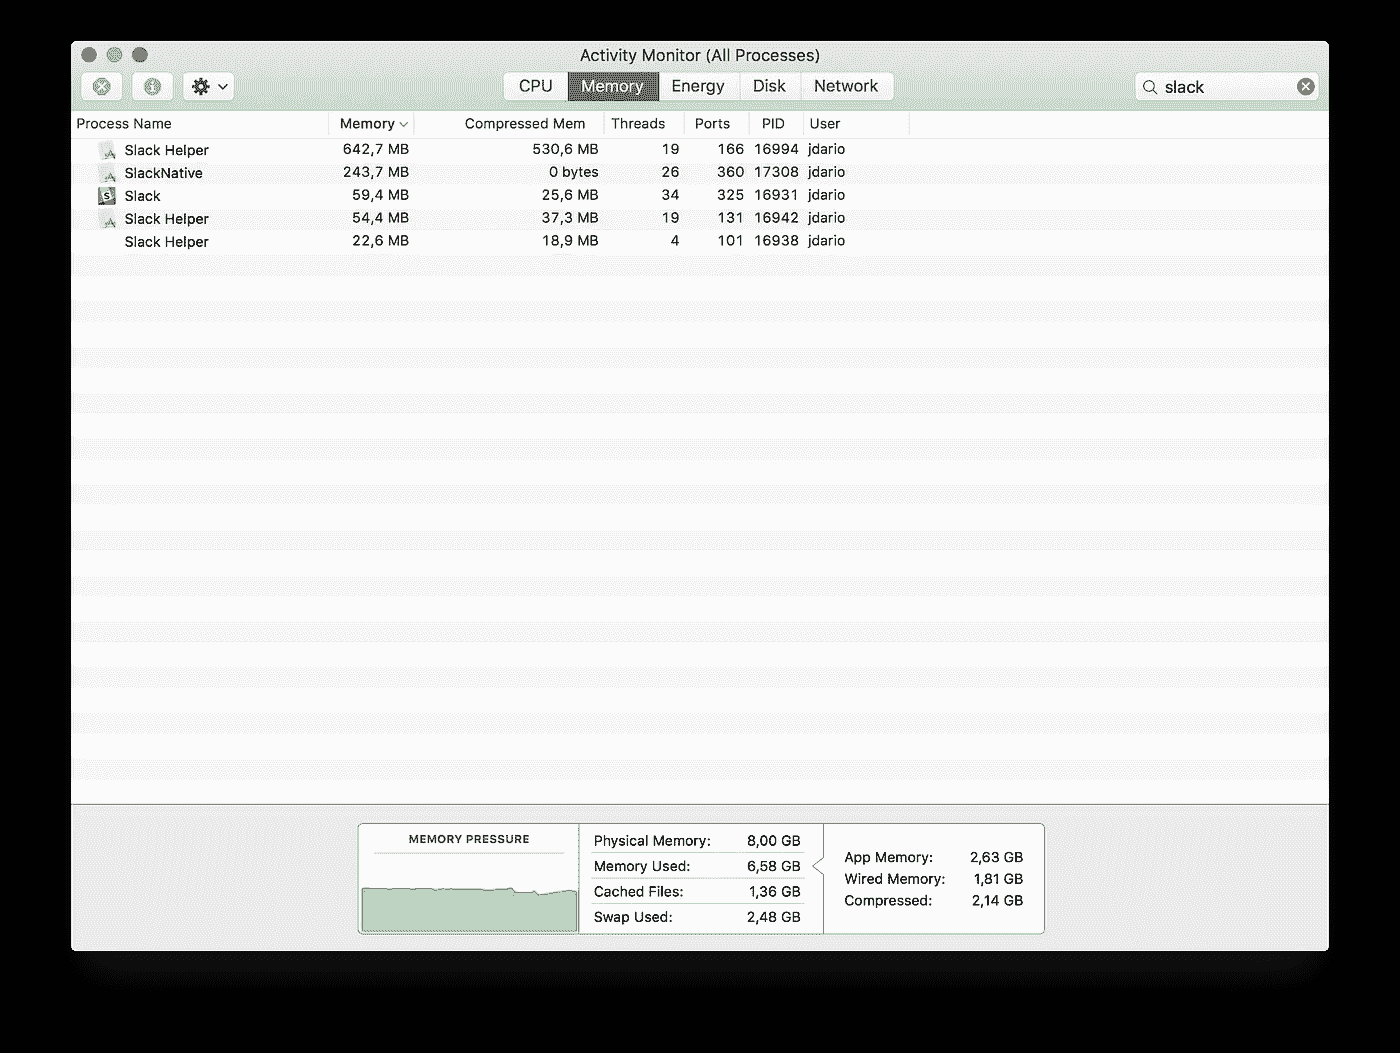 Activity Monitor (All Processes)
CPU Memory Energy Disk Network slack
Process Name Memory Compressed Mem Threads Ports PID User
Slack Helper 642,7 MB 530,6 MB 19 166 16994 jdario
SlackNative 243,7 MB 0 bytes 26 360 17308 jdario
Slack 59,4 MB 25,6 MB 34 325 16931 jdario
Slack Helper 54,4 MB 37,3 MB 19 131 16942 jdario
Slack Helper 22,6 MB 18,9 MB 4 101 16938 jdario
MEMORY PRESSURE
Physical Memory: 8,00 GB
Memory Used: 6,58 GB
Cached Files: 1,36 GB
Swap Used: 2,48 GB
App Memory: 2,63 GB
Wired Memory: 1,81 GB
Compressed: 2,14 GB